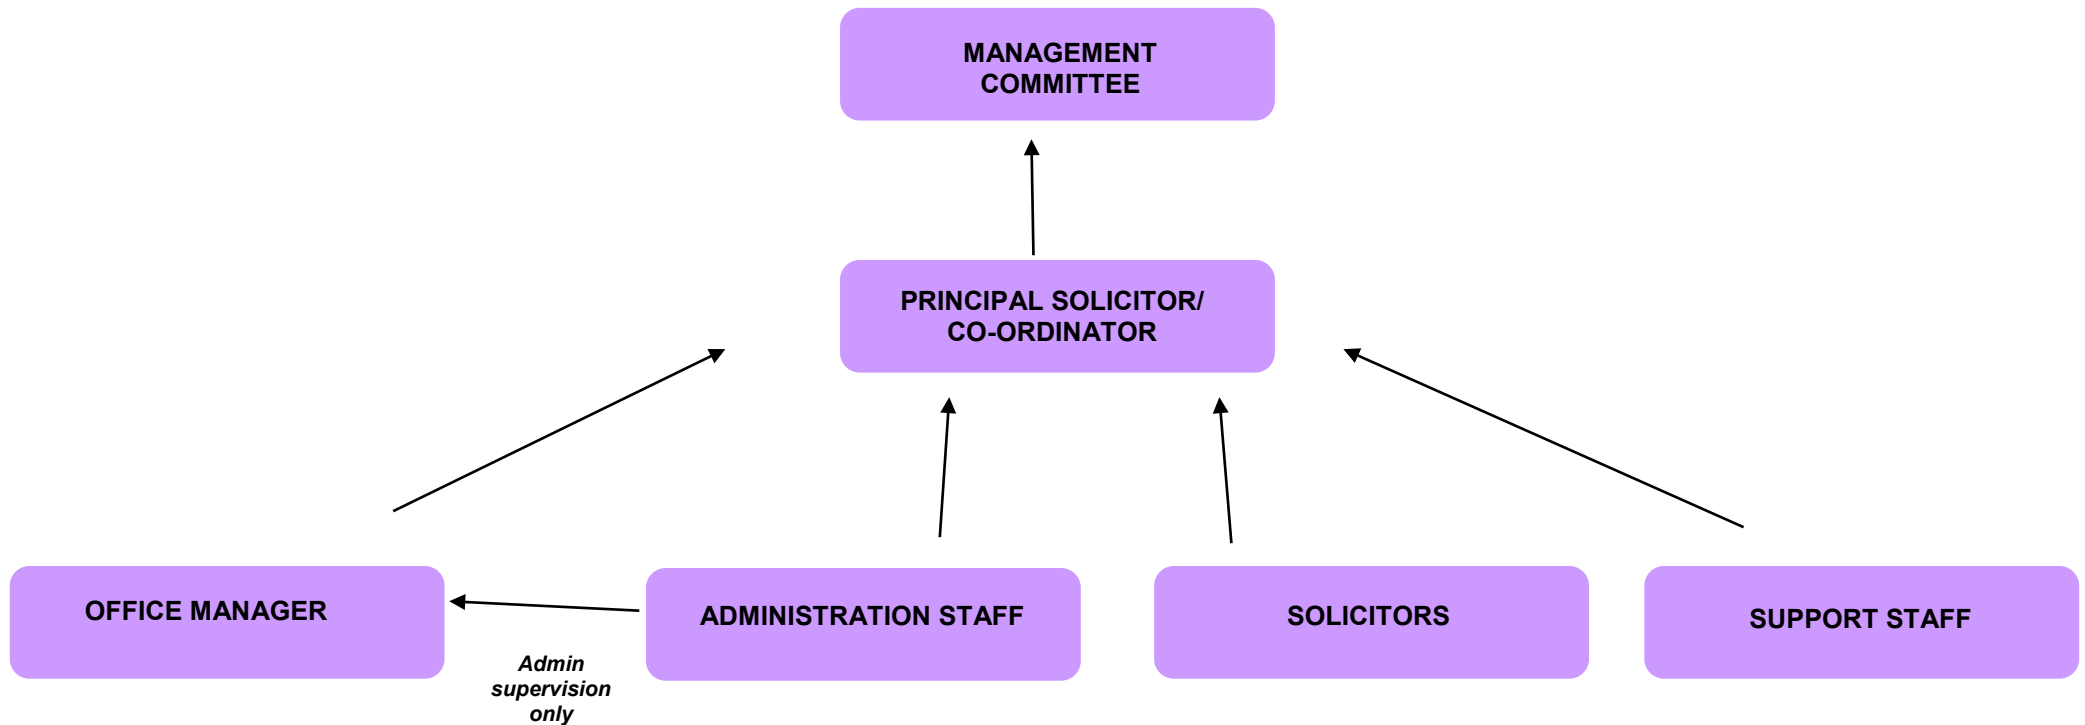 MANAGEMENT
COMMITTEE
PRINCIPAL SOLICITOR/
CO-ORDINATOR
OFFICE MANAGER
ADMINISTRATION STAFF
SOLICITORS
SUPPORT STAFF
Admin
supervision
only